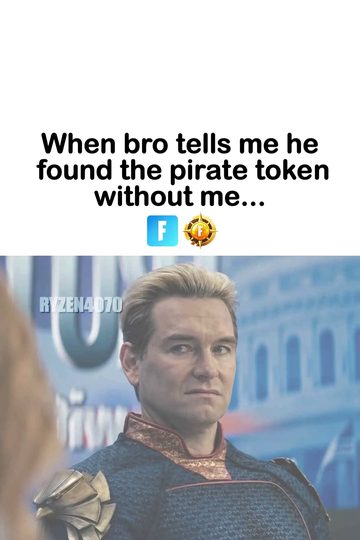 When bro tells me he
found the pirate token
without me...
F F
RYZEN4070